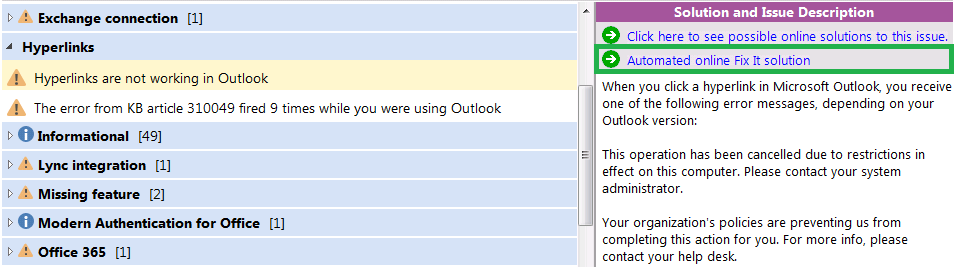 Exchange connection [1]
Hyperlinks
Hyperlinks are not working in Outlook
The error from KB article 310049 fired 9 times while you were using Outlook
Informational [49]
Lync integration [1]
Missing feature [2]
Modern Authentication for Office [1]
Office 365 [1]
Solution and Issue Description
Click here to see possible online solutions to this issue.
Automated online Fix It solution
When you click a hyperlink in Microsoft Outlook, you receive
one of the following error messages, depending on your
Outlook version:
This operation has been cancelled due to restrictions in
effect on this computer. Please contact your system
administrator.
Your organization's policies are preventing us from
completing this action for you. For more info, please
contact your help desk.